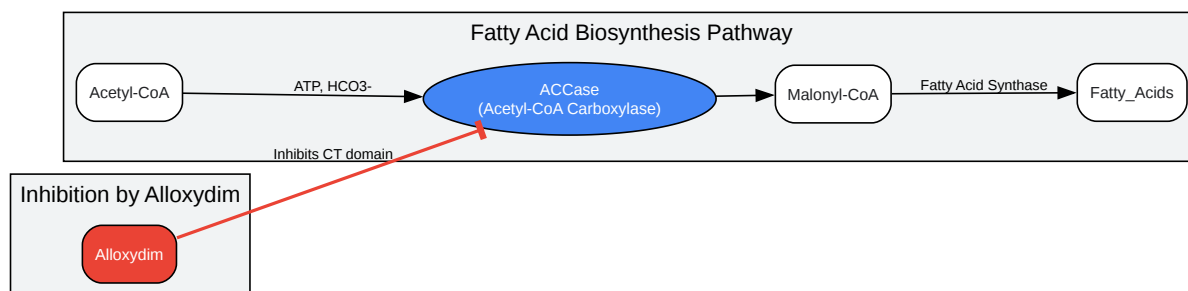 Fatty Acid Biosynthesis Pathway
Acetyl-CoA
ATP, HCO3-
ACCase
(Acetyl-CoA Carboxylase)
Malonyl-CoA
Fatty Acid Synthase
Fatty_Acids
Inhibits CT domain
Inhibition by Alloxydim
Alloxydim